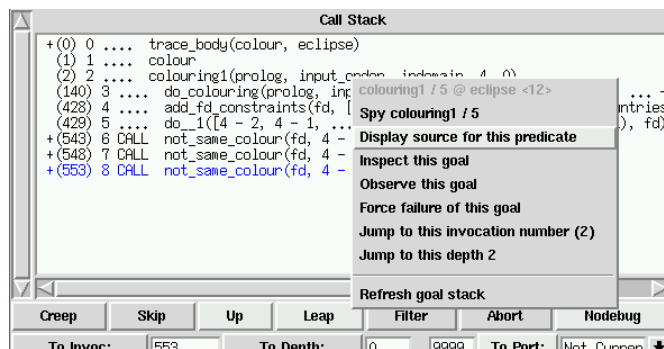 Call Stack
+(0) 0 .... trace_body(colour, eclipse)
(1) 1 .... colour
(2) 2 .... colouring1(prolog, input_order, indomain, 4, 0)
(140) 3 .... do_colouring(prolog, inp ... -
(428) 4 .... add_fd_constraints(fd, [ ntries
(429) 5 .... do__1([4 - 2, 4 - 1, ... ), fd)
+(543) 6 CALL not_same_colour(fd, 4 -
+(548) 7 CALL not_same_colour(fd, 4 -
+(553) 8 CALL not_same_colour(fd, 4 -
colouring1 / 5 @ eclipse <12>
Spy colouring1 / 5
Display source for this predicate
Inspect this goal
Observe this goal
Force failure of this goal
Jump to this invocation number (2)
Jump to this depth 2
Refresh goal stack
Creep Skip Up Leap Filter Abort Nodebug
To Invoc: 553 To Depth: 0 9999 To Port: Not Curren